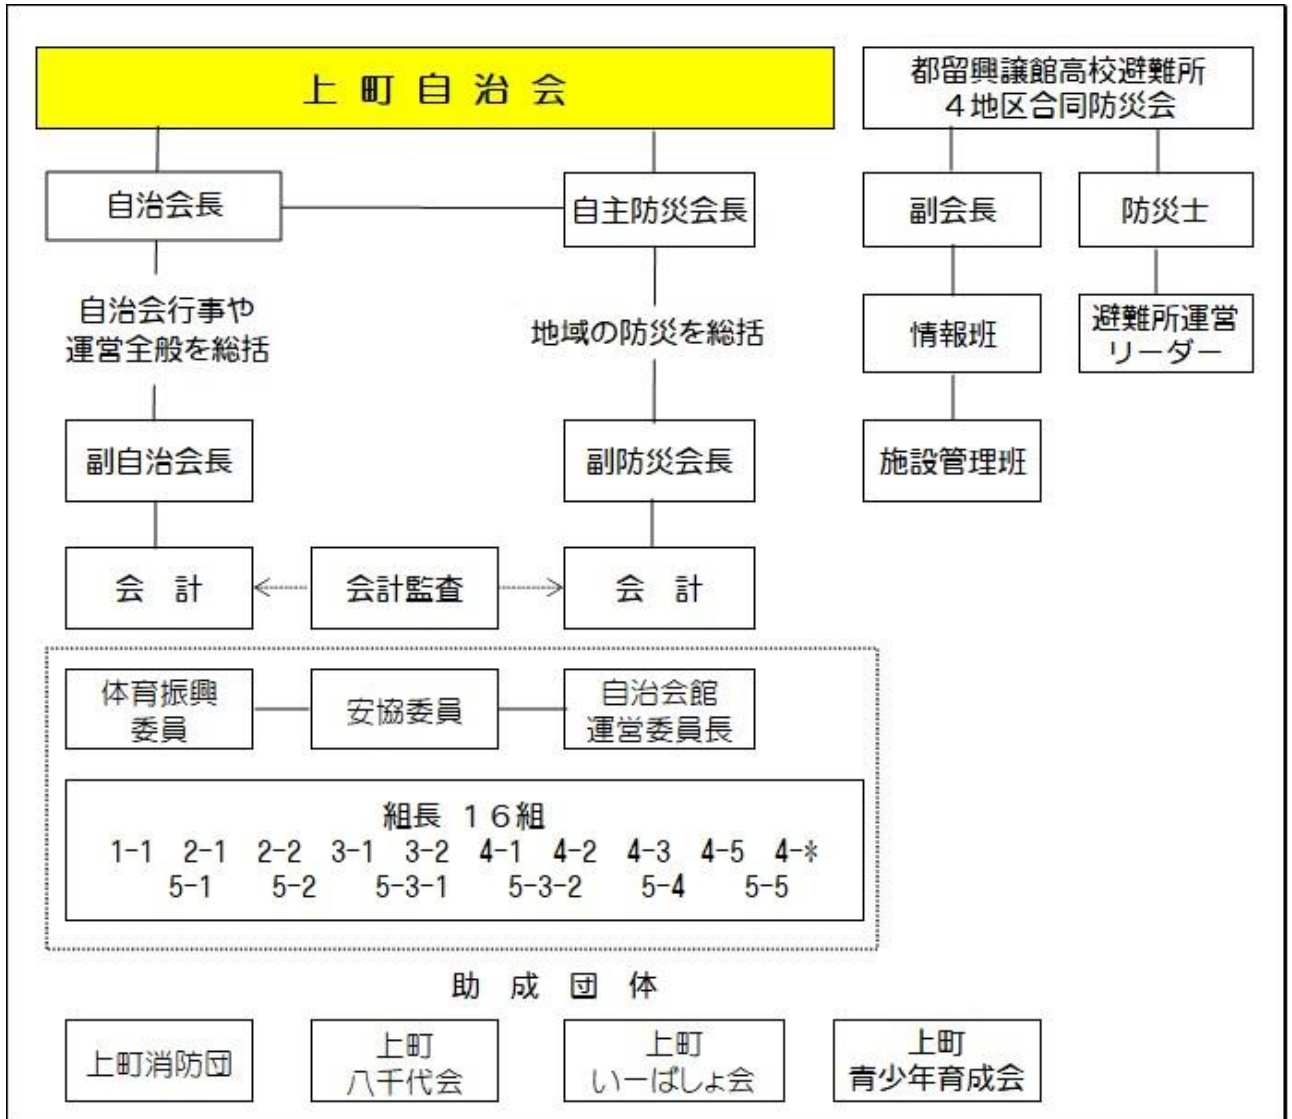 上 町 自 治 会
都留興譲館高校避難所
４地区合同防災会
自治会長
自主防災会長
副会長
防災士
自治会行事や
運営全般を総括
地域の防災を総括
情報班
避難所運営
リーダー
副自治会長
副防災会長
施設管理班
会　計
会計監査
会　計
体育振興
委員
安協委員
自治会館
運営委員長
組長 １６組
1-1 2-1 2-2 3-1 3-2 4-1 4-2 4-3 4-5 4-*
5-1 5-2 5-3-1 5-3-2 5-4 5-5
助 成 団 体
上町消防団
上町
八千代会
上町
いーばしょ会
上町
青少年育成会